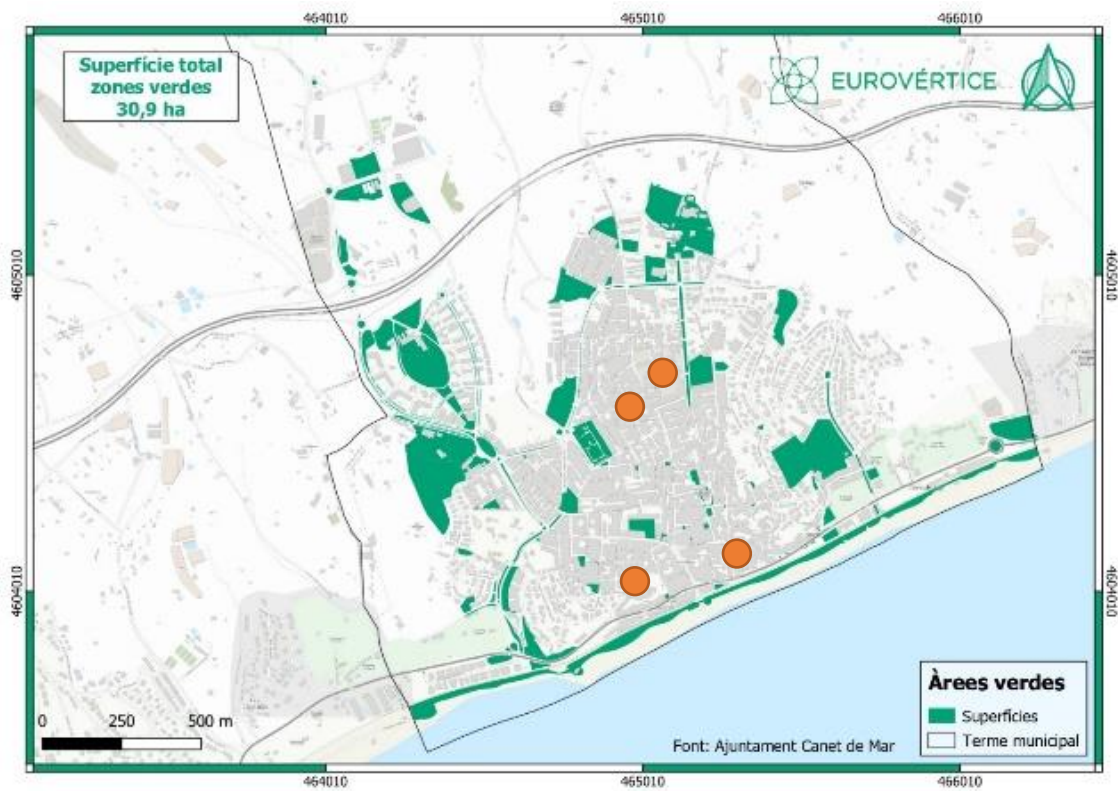 464010
465010
466010
Superfície total
zones verdes
30,9 ha
EUROVÉRTICE
4605010
4605010
4604010
4604010
0 250 500 m
Àrees verdes
Superfícies
Terme municipal
Font: Ajuntament Canet de Mar
464010
465010
466010